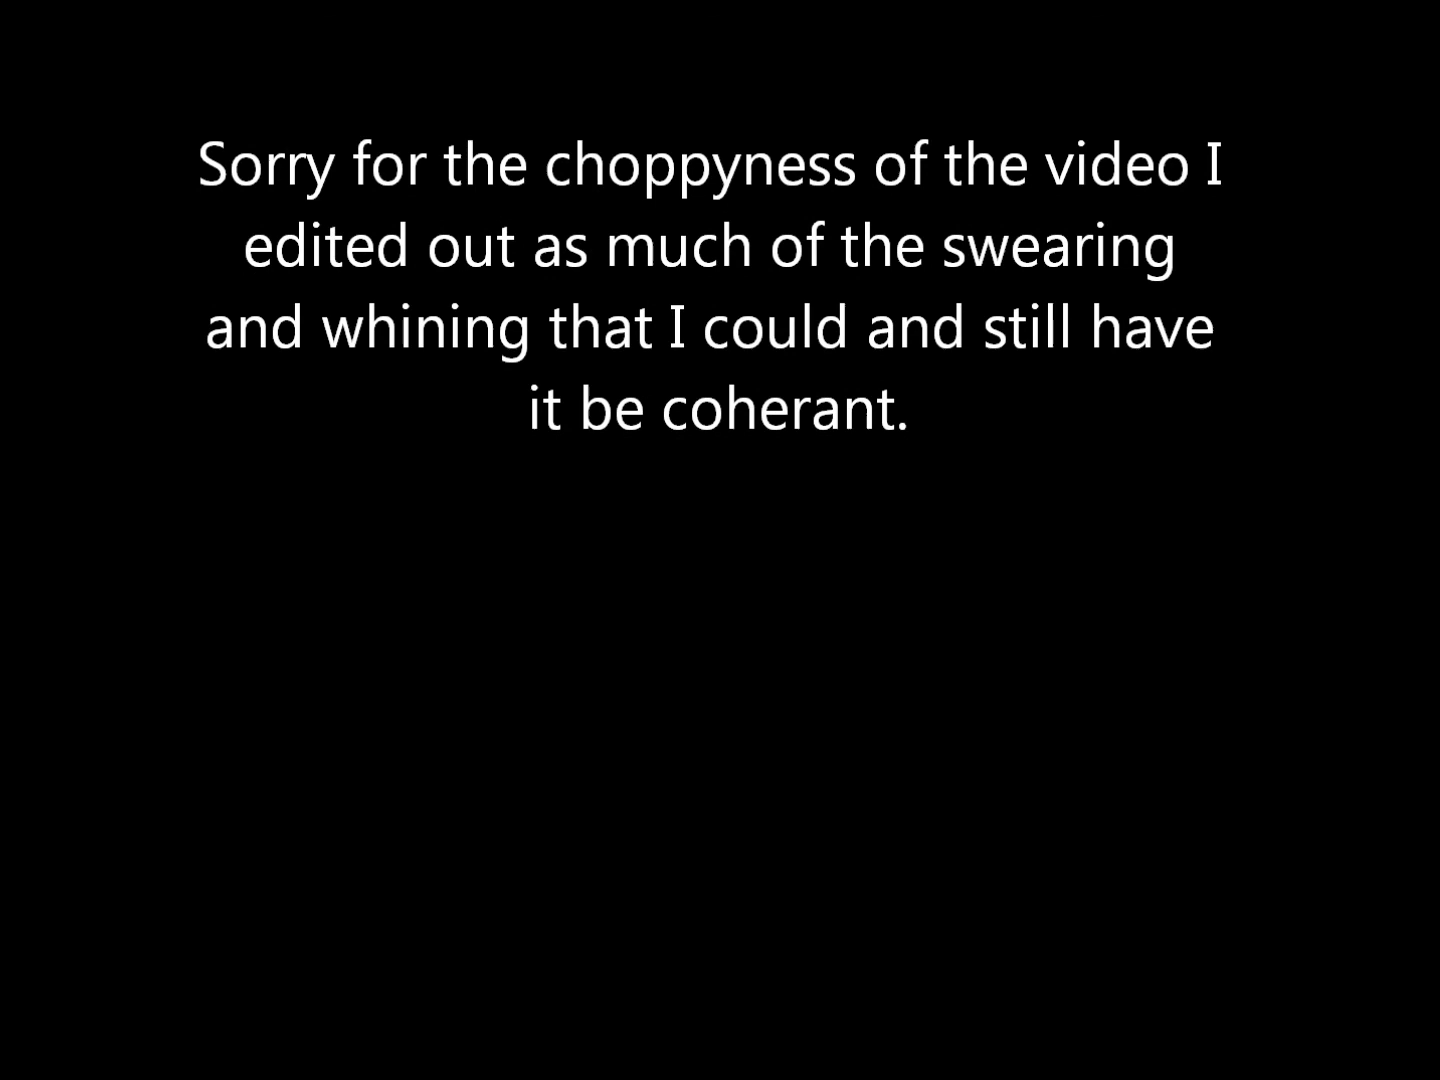 Sorry for the choppyness of the video I
edited out as much of the swearing
and whining that I could and still have
it be coherant.